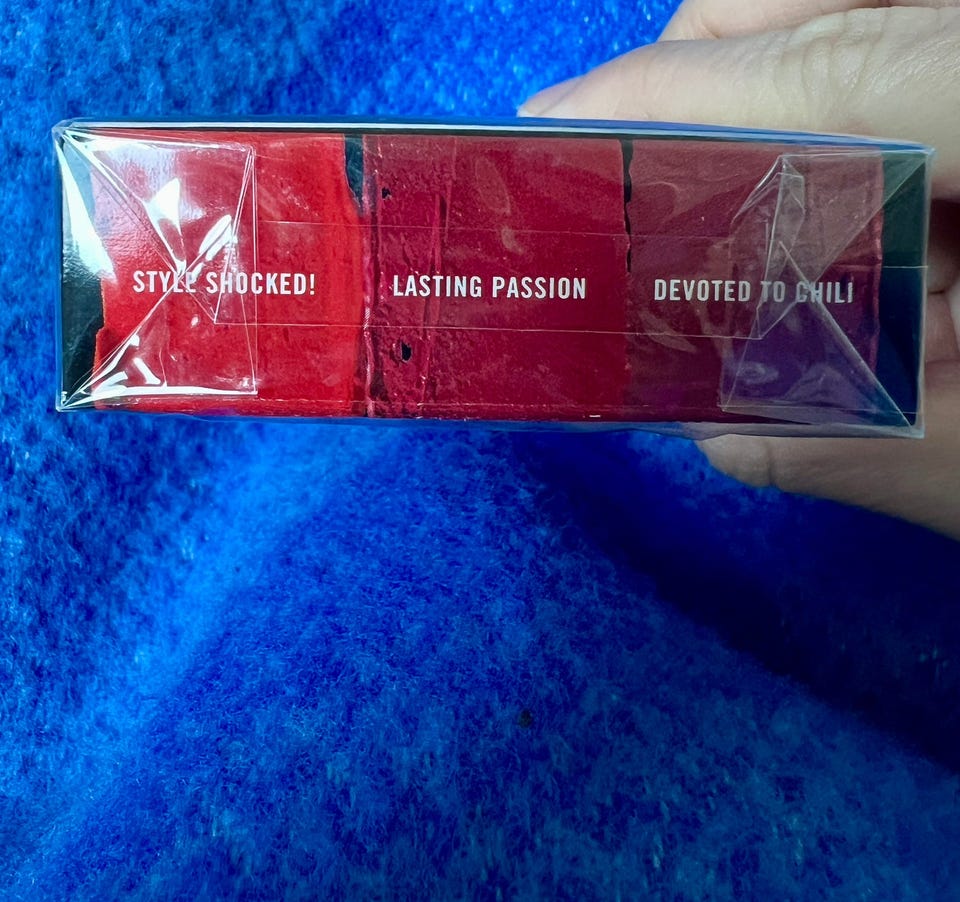 STYLE SHOCKED!
LASTING PASSION
DEVOTED TO CHILI